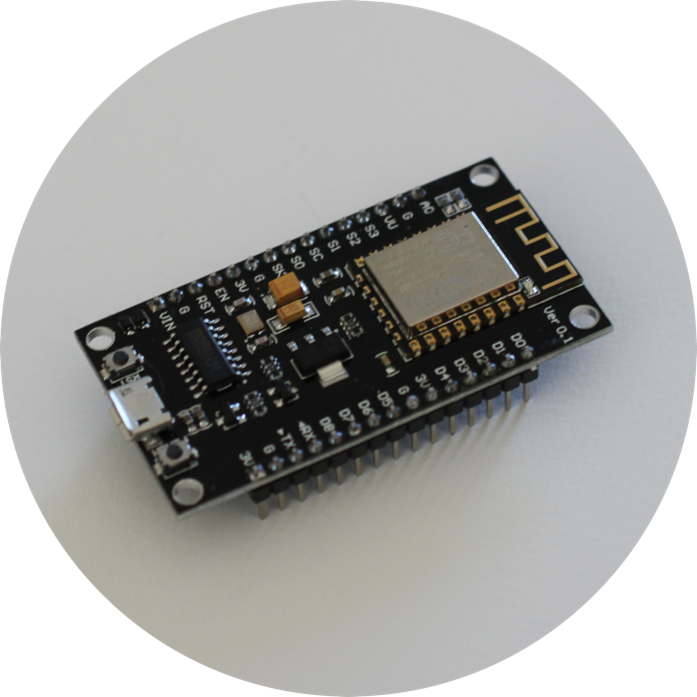 A0
G
VU
S3
S2
S1
SC
S0
SK
G
3V
EN
RST
G
VIN
Ver 0.1
D0
D1
D2
D3
D4
3V
G
D5
D6
D7
D8
RX
TX
G
3V